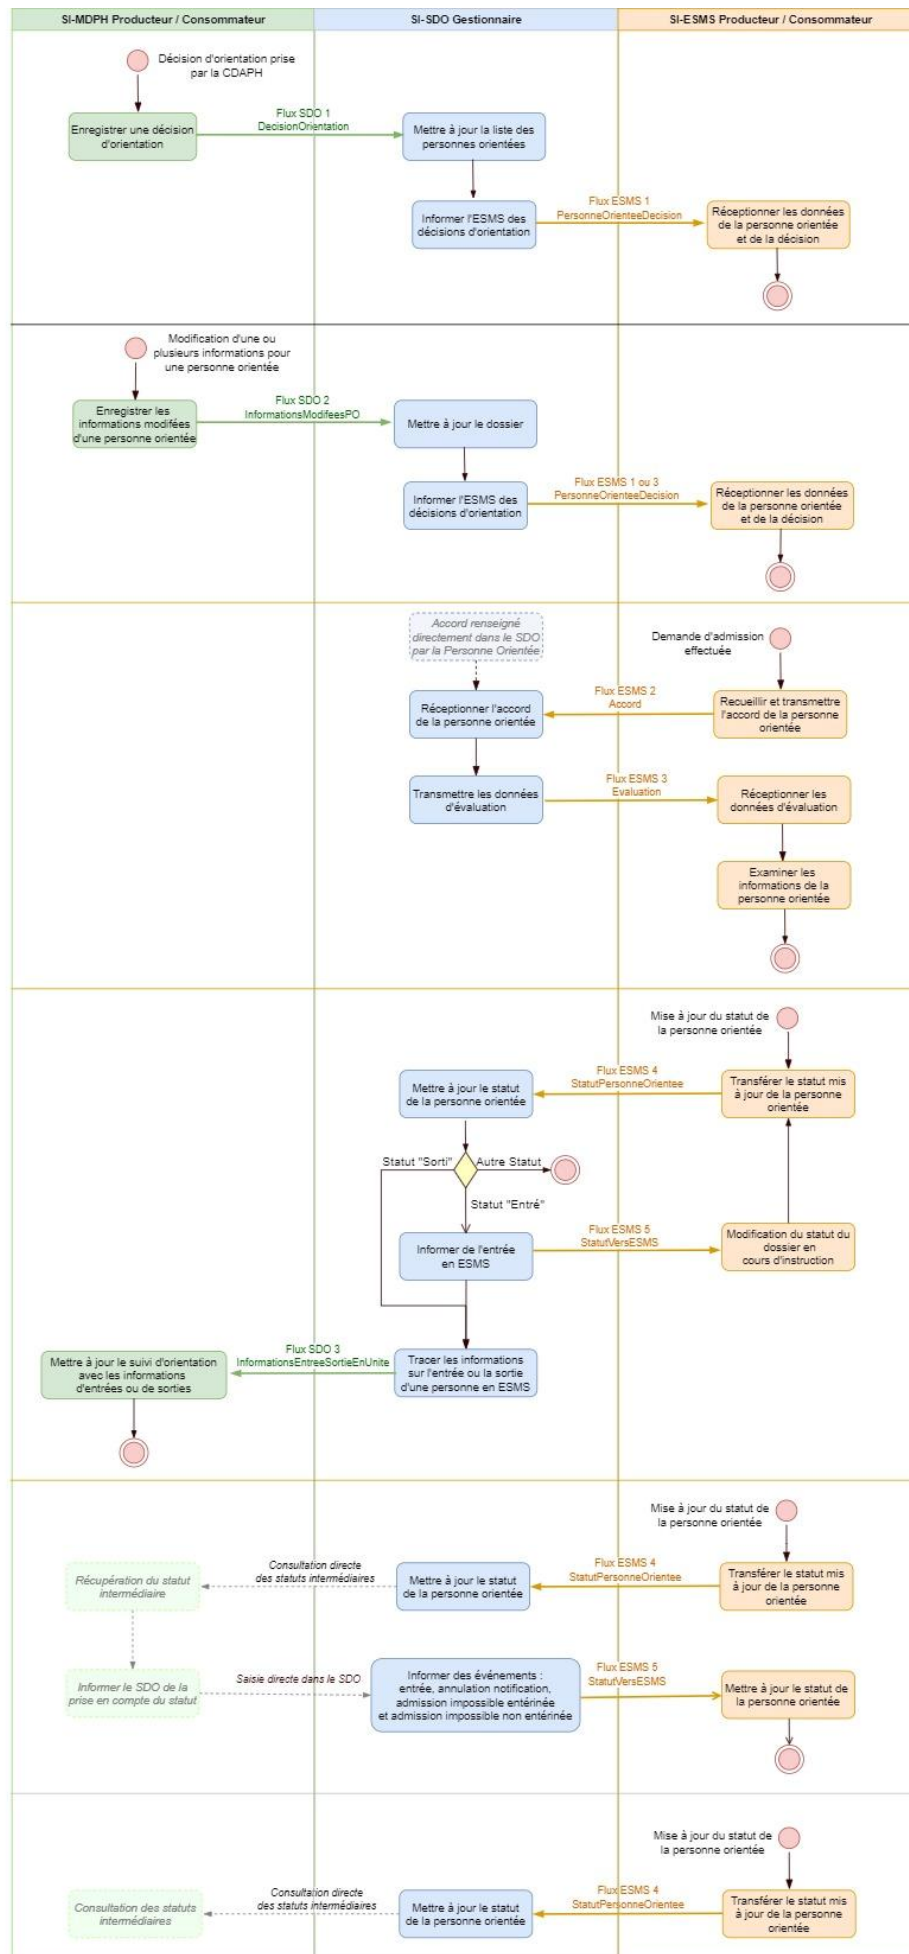 SI-MDPH Producteur / Consommateur
SI-SDO Gestionnaire
SI-ESMS Producteur / Consommateur
Décision d'orientation prise
par la CDAPH
Enregistrer une décision
d'orientation
Flux SDO 1
DecisionOrientation
Mettre à jour la liste des
personnes orientées
Informer l'ESMS des
décisions d'orientation
Flux ESMS 1
PersonneOrienteeDecision
Réceptionner les données
de la personne orientée
et de la décision
Modification d'une ou
plusieurs informations pour
une personne orientée
Enregistrer les
informations modifiées
d'une personne orientée
Flux SDO 2
InformationsModifeesPO
Mettre à jour le dossier
Informer l'ESMS des
décisions d'orientation
Flux ESMS 1 ou 3
PersonneOrienteeDecision
Réceptionner les données
de la personne orientée
et de la décision
Accord renseigné
directement dans le SDO
par la Personne Orientée
Demande d'admission
effectuée
Réceptionner l'accord
de la personne orientée
Flux ESMS 2
Accord
Recueillir et transmettre
l'accord de la personne
orientée
Transmettre les données
d'évaluation
Flux ESMS 3
Evaluation
Réceptionner les
données d'évaluation
Examiner les
informations de la
personne orientée
Mise à jour du statut de
la personne orientée
Mettre à jour le statut
de la personne orientée
Flux ESMS 4
StatutPersonneOrientee
Transférer le statut mis
à jour de la personne
orientée
Statut "Sorti"
Autre Statut
Statut "Entré"
Informer de l'entrée
en ESMS
Flux ESMS 5
StatutVersESMS
Modification du statut du
dossier en
cours d'instruction
Mettre à jour le suivi d'orientation
avec les informations
d'entrées ou de sorties
Flux SDO 3
InformationsEntreeSortieEnUnite
Tracer les informations
sur l'entrée ou la sortie
d'une personne en ESMS
Mise à jour du statut de
la personne orientée
Récupération du statut
intermédiaire
Consultation directe
des statuts intermédiaires
Mettre à jour le statut
de la personne orientée
Flux ESMS 4
StatutPersonneOrientee
Transférer le statut mis
à jour de la personne
orientée
Informer le SDO de la
prise en compte du statut
Saisie directe dans le SDO
Informer des événements :
entrée, annulation notification,
admission impossible entérinée
et admission impossible non entérinée
Flux ESMS 5
StatutVersESMS
Mettre à jour le statut de
la personne orientée
Mise à jour du statut de
la personne orientée
Consultation des statuts
intermédiaires
Consultation directe
des statuts intermédiaires
Mettre à jour le statut
de la personne orientée
Flux ESMS 4
StatutPersonneOrientee
Transférer le statut mis
à jour de la personne
orientée